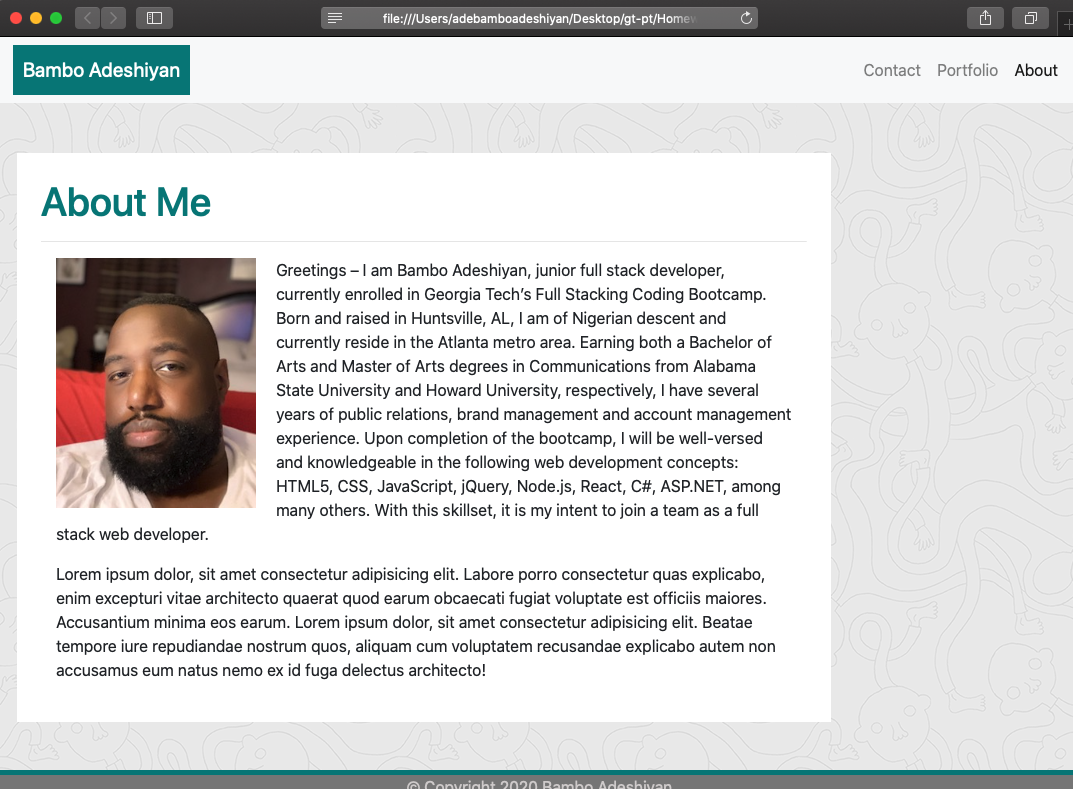 file:///Users/adebamboadeshiyan/Desktop/gt-pt/Homew
Bambo Adeshiyan
Contact Portfolio About
About Me
Greetings – I am Bambo Adeshiyan, junior full stack developer,
currently enrolled in Georgia Tech’s Full Stacking Coding Bootcamp.
Born and raised in Huntsville, AL, I am of Nigerian descent and
currently reside in the Atlanta metro area. Earning both a Bachelor of
Arts and Master of Arts degrees in Communications from Alabama
State University and Howard University, respectively, I have several
years of public relations, brand management and account management
experience. Upon completion of the bootcamp, I will be well-versed
and knowledgeable in the following web development concepts:
HTML5, CSS, JavaScript, jQuery, Node.js, React, C#, ASP.NET, among
many others. With this skillset, it is my intent to join a team as a full
stack web developer.
Lorem ipsum dolor, sit amet consectetur adipisicing elit. Labore porro consectetur quas explicabo,
enim excepturi vitae architecto quaerat quod earum obcaecati fugiat voluptate est officiis maiores.
Accusantium minima eos earum. Lorem ipsum dolor, sit amet consectetur adipisicing elit. Beatae
tempore iure repudiandae nostrum quos, aliquam cum voluptatem recusandae explicabo autem non
accusamus eum natus nemo ex id fuga delectus architecto!
© Copyright 2020 Bambo Adeshiyan